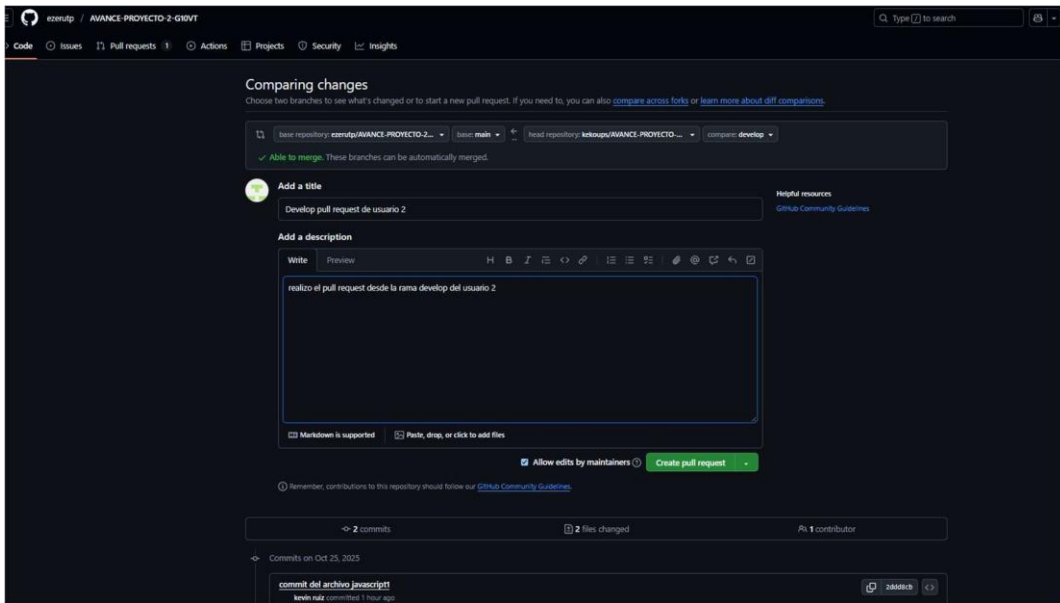 ezerutp / AVANCE-PROYECTO-2-G10VT
Type / to search
Code Issues Pull requests 1 Actions Projects Security Insights
Comparing changes
Choose two branches to see what's changed or to start a new pull request. If you need to, you can also compare across forks or learn more about diff comparisons.
base repository: ezerutp/AVANCE-PROYECTO-2... base: main head repository: kekoups/AVANCE-PROYECTO-... compare: develop
Able to merge. These branches can be automatically merged.
Add a title
Helpful resources
Develop pull request de usuario 2
GitHub Community Guidelines
Add a description
Write Preview
realizo el pull request desde la rama develop del usuario 2
Markdown is supported Paste, drop, or click to add files
Allow edits by maintainers Create pull request
Remember, contributions to this repository should follow our GitHub Community Guidelines.
2 commits 2 files changed 1 contributor
Commits on Oct 25, 2025
commit del archivo javascript1
kevin ruiz committed 1 hour ago